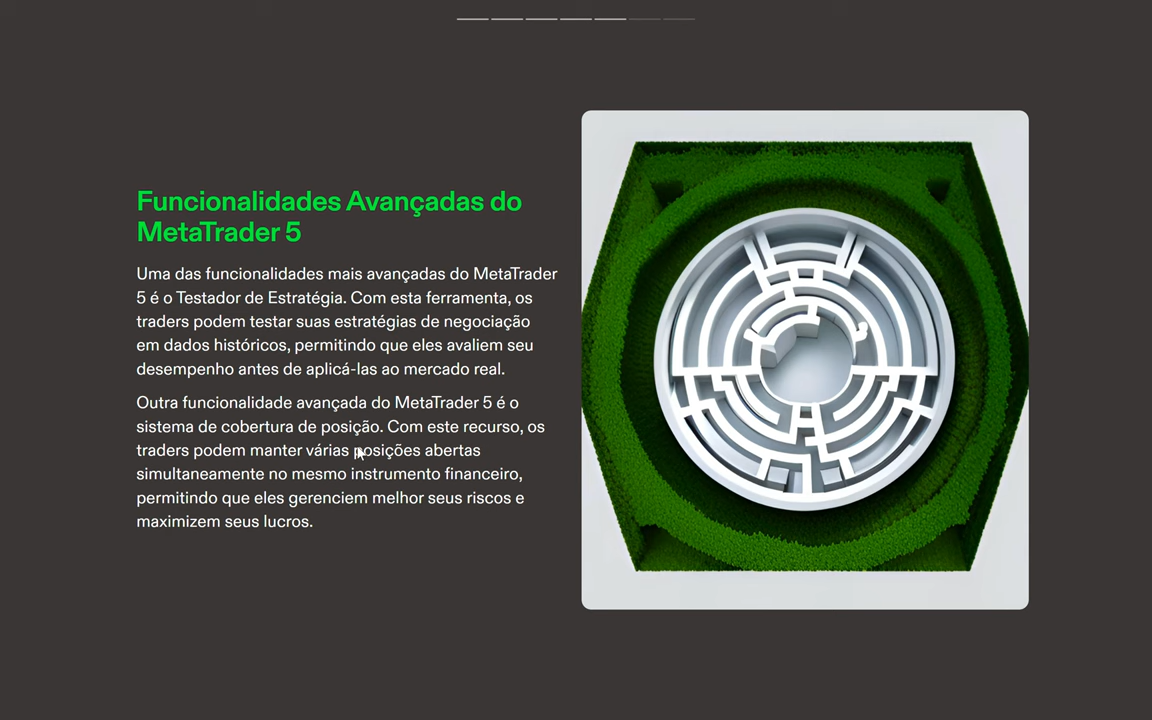 Funcionalidades Avançadas do
MetaTrader 5
Uma das funcionalidades mais avançadas do MetaTrader
5 é o Testador de Estratégia. Com esta ferramenta, os
traders podem testar suas estratégias de negociação
em dados históricos, permitindo que eles avaliem seu
desempenho antes de aplicá-las ao mercado real.
Outra funcionalidade avançada do MetaTrader 5 é o
sistema de cobertura de posição. Com este recurso, os
traders podem manter várias posições abertas
simultaneamente no mesmo instrumento financeiro,
permitindo que eles gerenciem melhor seus riscos e
maximizem seus lucros.